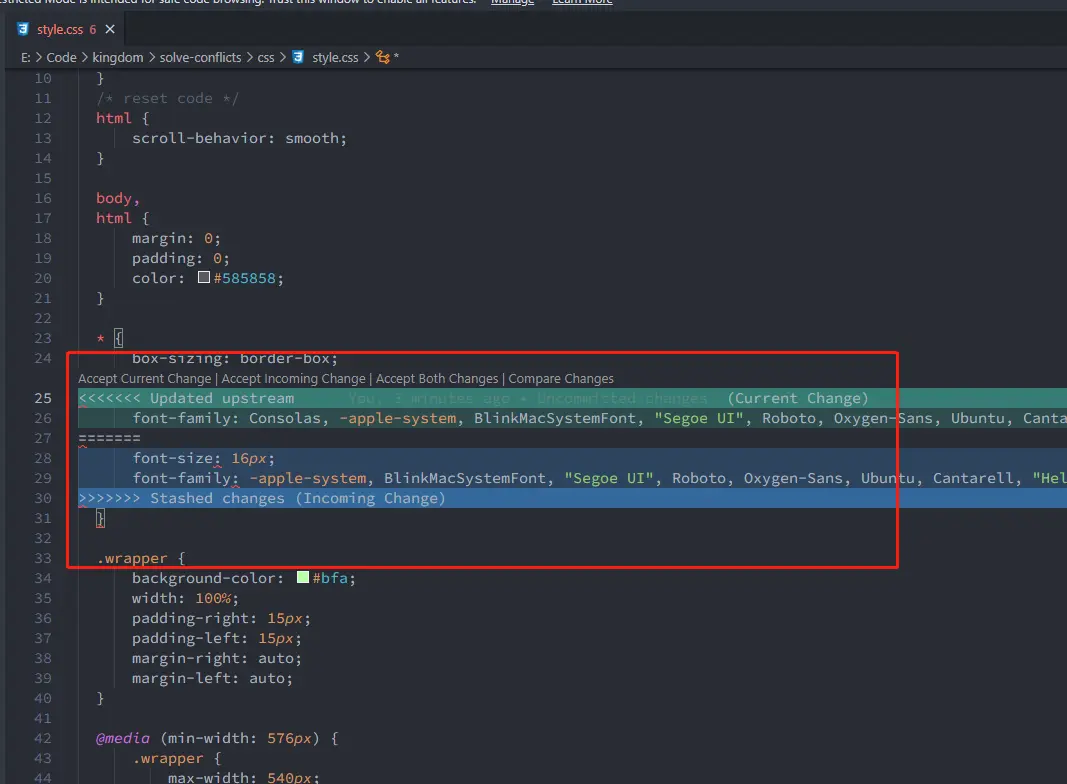 estricted Mode is intended for safe code browsing. Trust this window to enable all features. Manage Learn More
style.css 6 ×
E: > Code > kingdom > solve-conflicts > css > style.css > *
10 }
11 /* reset code */
12 html {
13 scroll-behavior: smooth;
14 }
15
16 body,
17 html {
18 margin: 0;
19 padding: 0;
20 color: #585858;
21 }
22
23 * {
24 box-sizing: border-box;
Accept Current Change | Accept Incoming Change | Accept Both Changes | Compare Changes
25 <<<<<<< Updated upstream You, 3 minutes ago • Uncommitted changes (Current Change)
26 font-family: Consolas, -apple-system, BlinkMacSystemFont, "Segoe UI", Roboto, Oxygen-Sans, Ubuntu, Canta
27 =======
28 font-size: 16px;
29 font-family: -apple-system, BlinkMacSystemFont, "Segoe UI", Roboto, Oxygen-Sans, Ubuntu, Cantarell, "Hel
30 >>>>>>> Stashed changes (Incoming Change)
31 }
32
33 .wrapper {
34 background-color: #bfa;
35 width: 100%;
36 padding-right: 15px;
37 padding-left: 15px;
38 margin-right: auto;
39 margin-left: auto;
40 }
41
42 @media (min-width: 576px) {
43 .wrapper {
44 max-width: 540px;